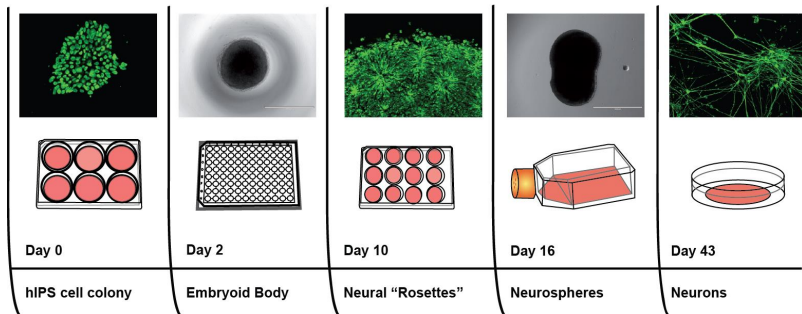 Day 0
Day 2
Day 10
Day 16
Day 43
hIPS cell colony
Embryoid Body
Neural “Rosettes”
Neurospheres
Neurons